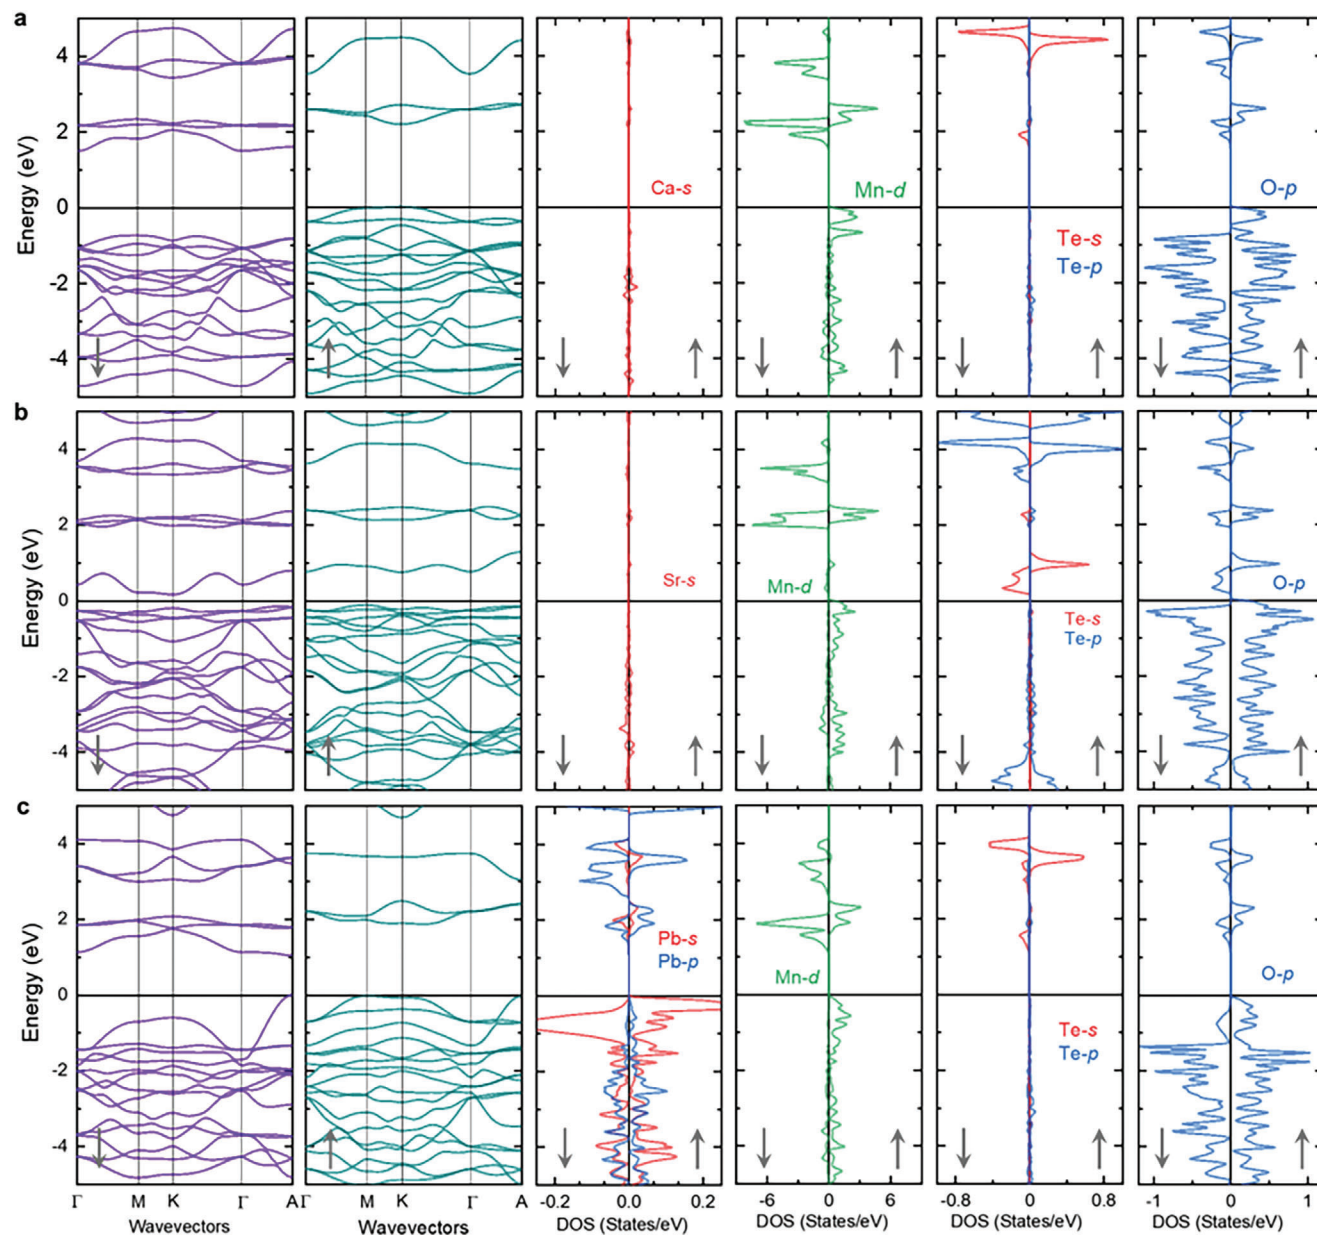 a
Energy (eV)
4
2
0
-2
-4
Ca-s
Mn-d
Te-s
Te-p
O-p
b
Energy (eV)
4
2
0
-2
-4
Sr-s
Mn-d
Te-s
Te-p
O-p
c
Energy (eV)
4
2
0
-2
-4
Pb-s
Pb-p
Mn-d
Te-s
Te-p
O-p
Γ M K Γ A
Γ M K Γ A
-0.2 0.0 0.2
-6 0 6
-0.8 0 0.8
-1 0 1
Wavevectors
Wavevectors
DOS (States/eV)
DOS (States/eV)
DOS (States/eV)
DOS (States/eV)